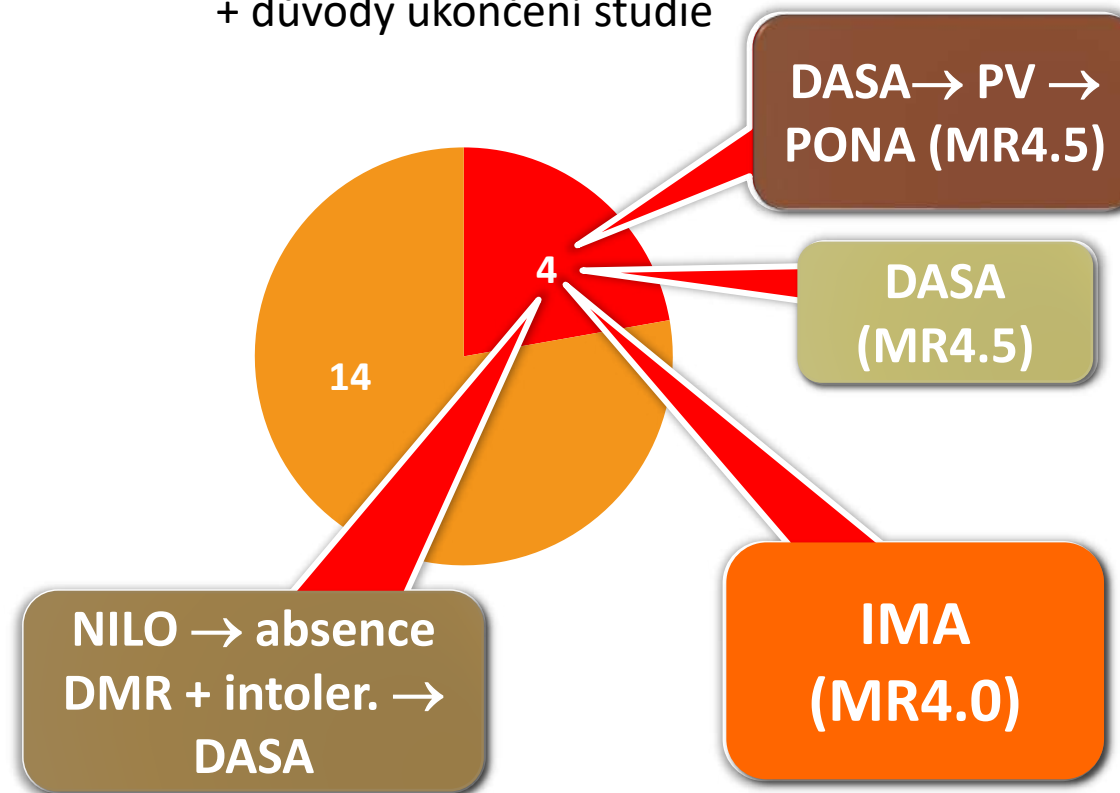 + důvody ukončení studie
DASA→ PV →
PONA (MR4.5)
4
DASA
(MR4.5)
14
NILO → absence
DMR + intoler. →
DASA
IMA
(MR4.0)